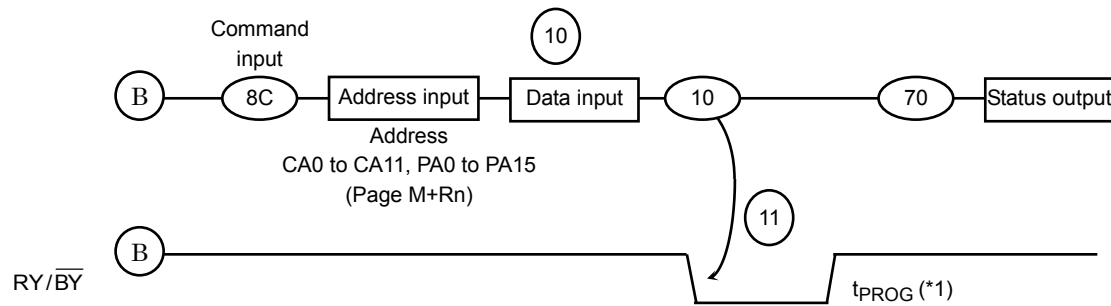 Command
input
10
B
8C
Address input
Data input
10
70
Status output
Address
CA0 to CA11, PA0 to PA15
(Page M+Rn)
11
B
RY/BY
tPROG (*1)